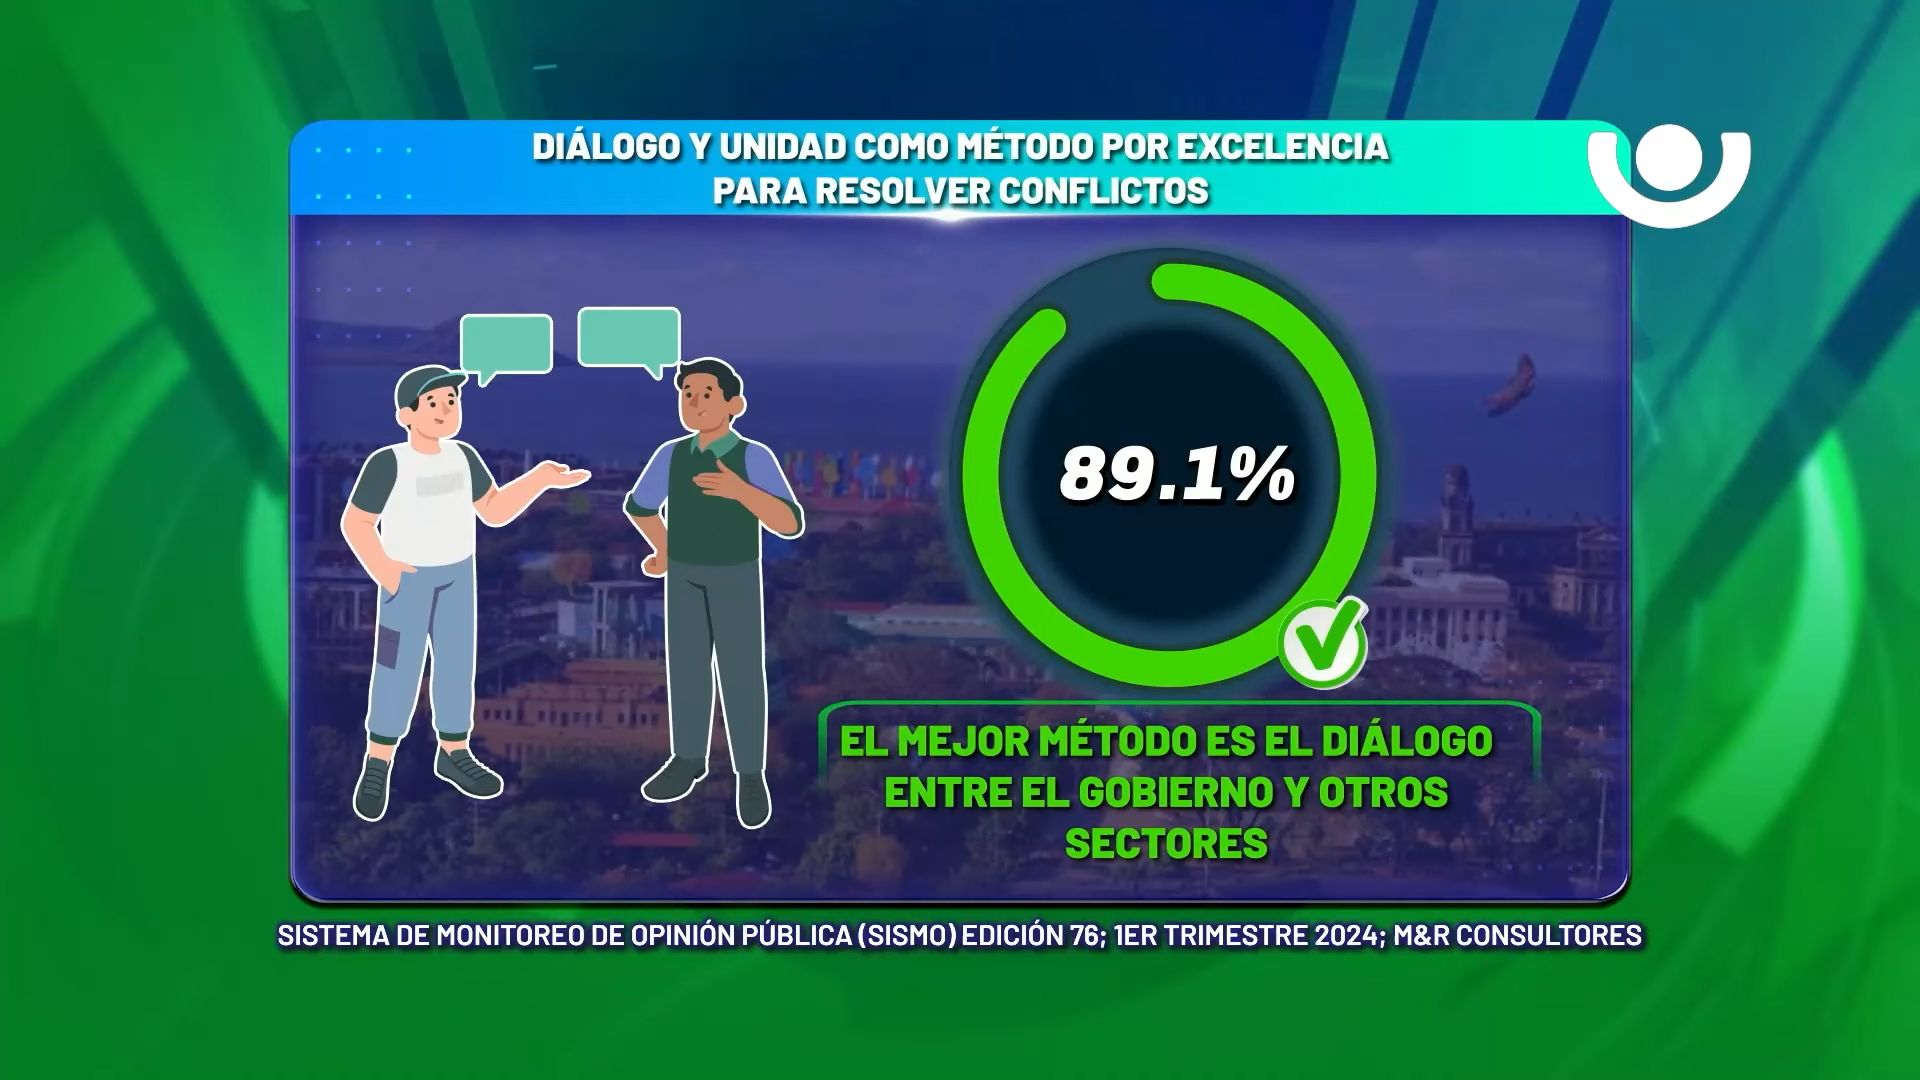 DIÁLOGO Y UNIDAD COMO MÉTODO POR EXCELENCIA
PARA RESOLVER CONFLICTOS
89.1%
EL MEJOR MÉTODO ES EL DIÁLOGO
ENTRE EL GOBIERNO Y OTROS
SECTORES
SISTEMA DE MONITOREO DE OPINIÓN PÚBLICA (SISMO) EDICIÓN 76; 1ER TRIMESTRE 2024; M&R CONSULTORES